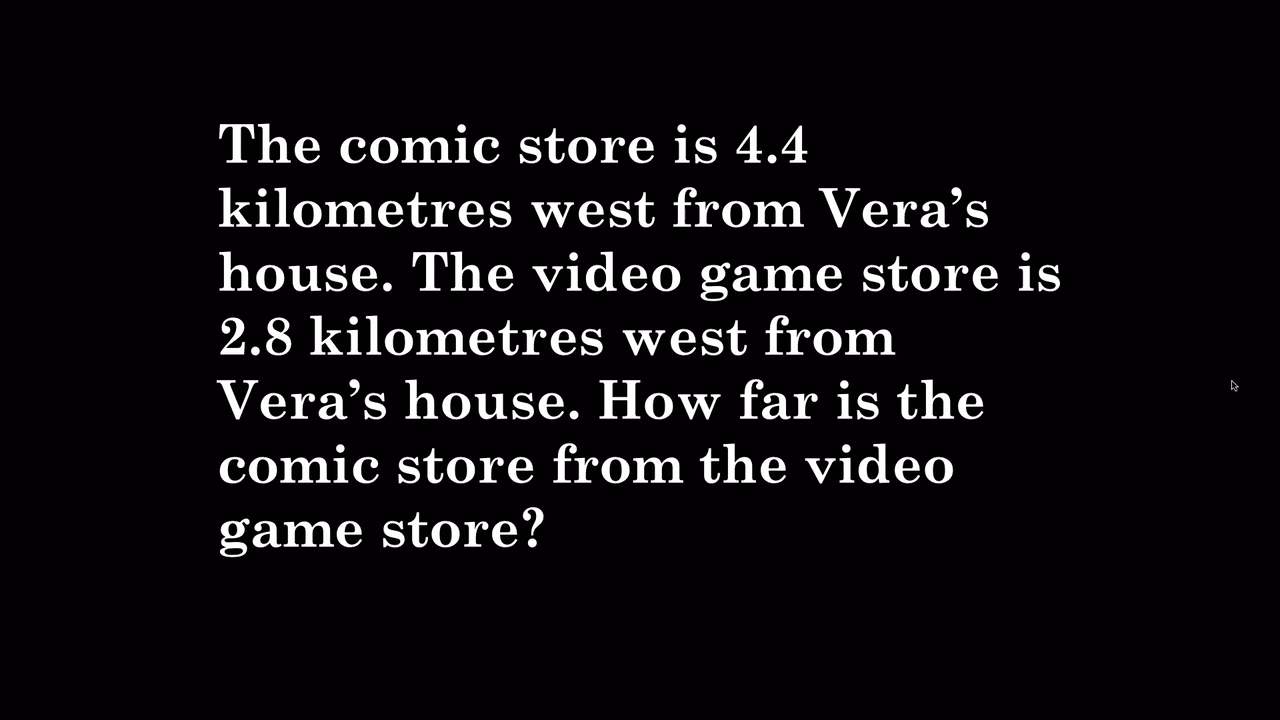 The comic store is 4.4
kilometres west from Vera’s
house. The video game store is
2.8 kilometres west from
Vera’s house. How far is the
comic store from the video
game store?